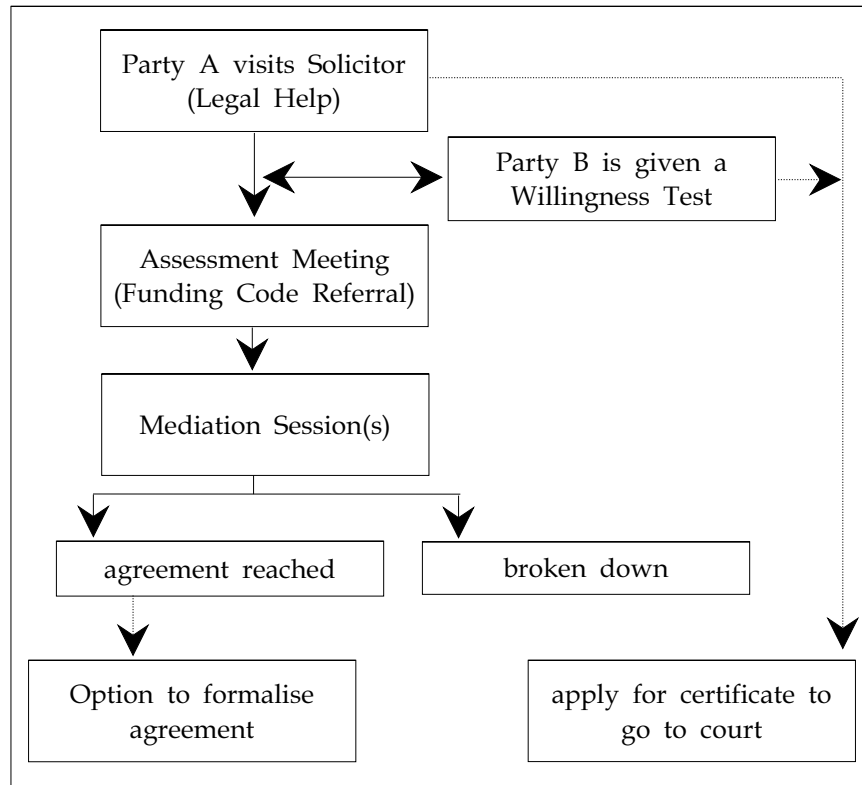 Party A visits Solicitor
(Legal Help)
Party B is given a
Willingness Test
Assessment Meeting
(Funding Code Referral)
Mediation Session(s)
agreement reached
broken down
Option to formalise
agreement
apply for certificate to
go to court